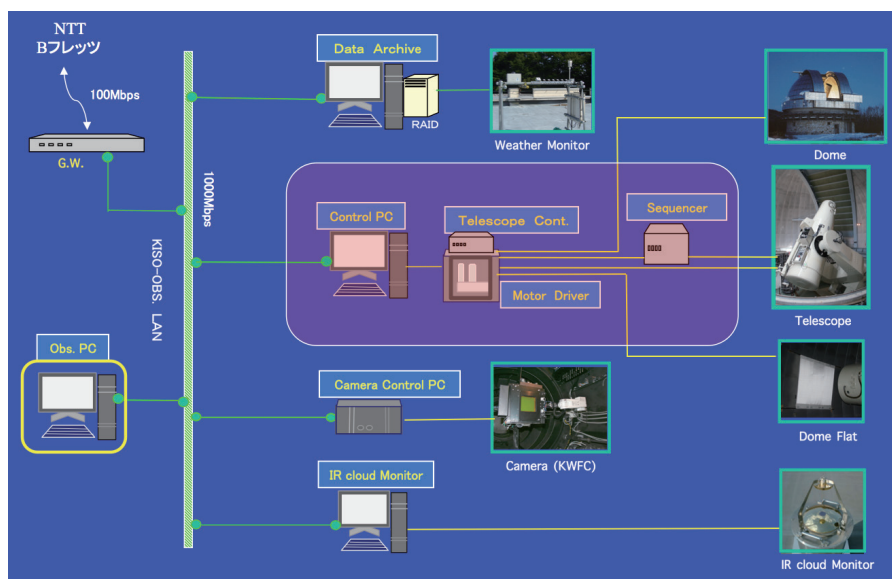 NTT
Bフレッツ
100Mbps
G.W.
1000Mbps
KISO-OBS. LAN
Obs. PC
Data Archive
RAID
Weather Monitor
Dome
Control PC
Telescope Cont.
Sequencer
Motor Driver
Telescope
Camera Control PC
Camera (KWFC)
Dome Flat
IR cloud Monitor
IR cloud Monitor